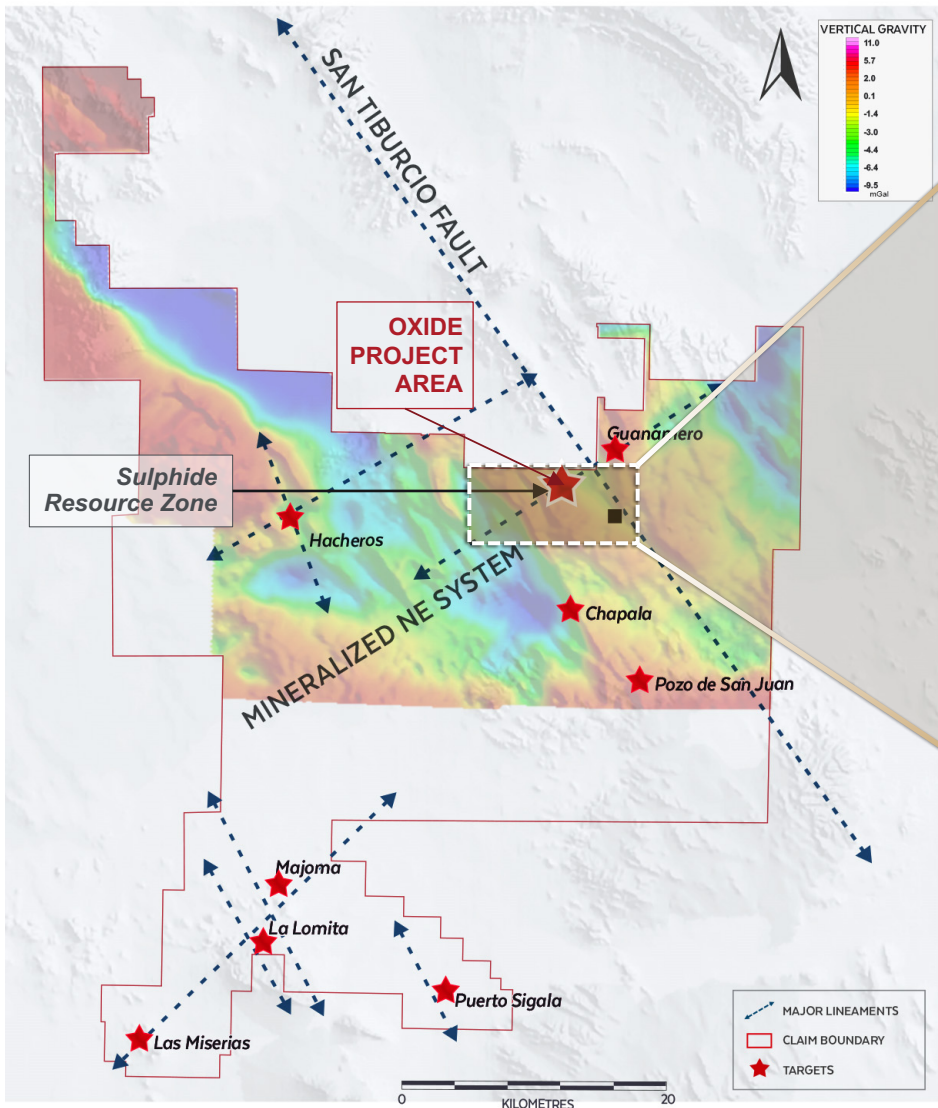 VERTICAL GRAVITY
11.0
5.7
2.0
0.1
-1.4
-3.0
-4.4
-6.4
-9.5
mGal
SAN TIBURCIO FAULT
OXIDE
PROJECT
AREA
Guanamero
Sulphide
Resource Zone
Hacheros
MINERALIZED NE SYSTEM
Chapala
Pozo de San Juan
Majoma
La Lomita
Puerto Sigala
Las Miserias
MAJOR LINEAMENTS
CLAIM BOUNDARY
TARGETS
0
20
KILOMETRES